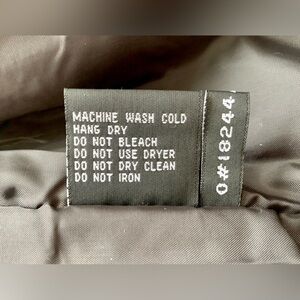 MACHINE WASH COLD
HANG DRY
DO NOT BLEACH
DO NOT USE DRYER
DO NOT DRY CLEAN
DO NOT IRON
0#18244